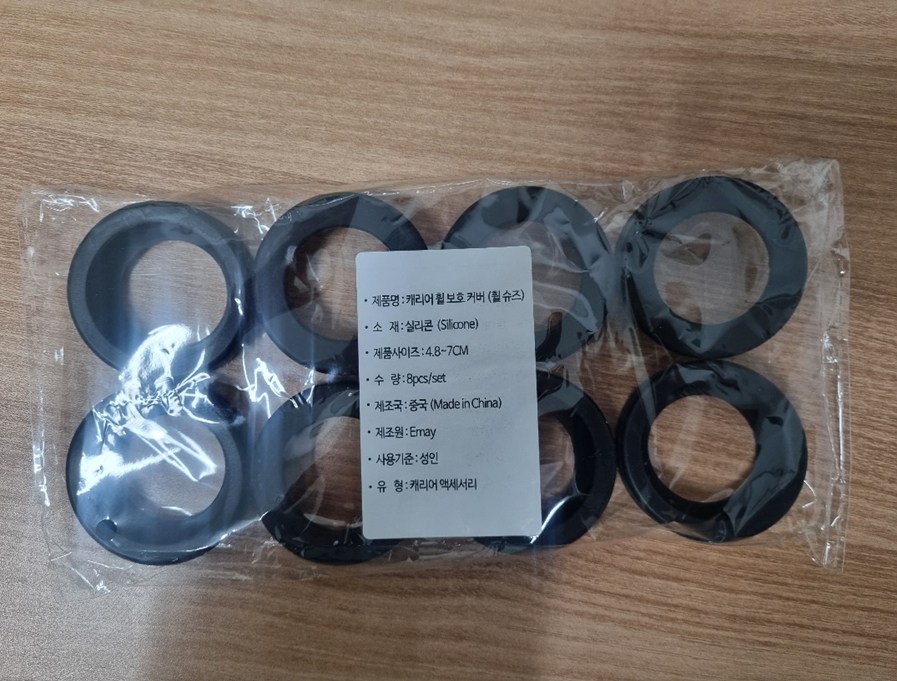 • 제품명 : 캐리어 휠 보호 커버 (휠 슈즈)
• 소 재 : 실리콘 (Silicone)
• 제품사이즈 : 4.8~7CM
• 수 량 : 8pcs/set
• 제조국 : 중국 (Made in China)
• 제조원 : Ernay
• 사용기준 : 성인
• 유 형 : 캐리어 액세서리